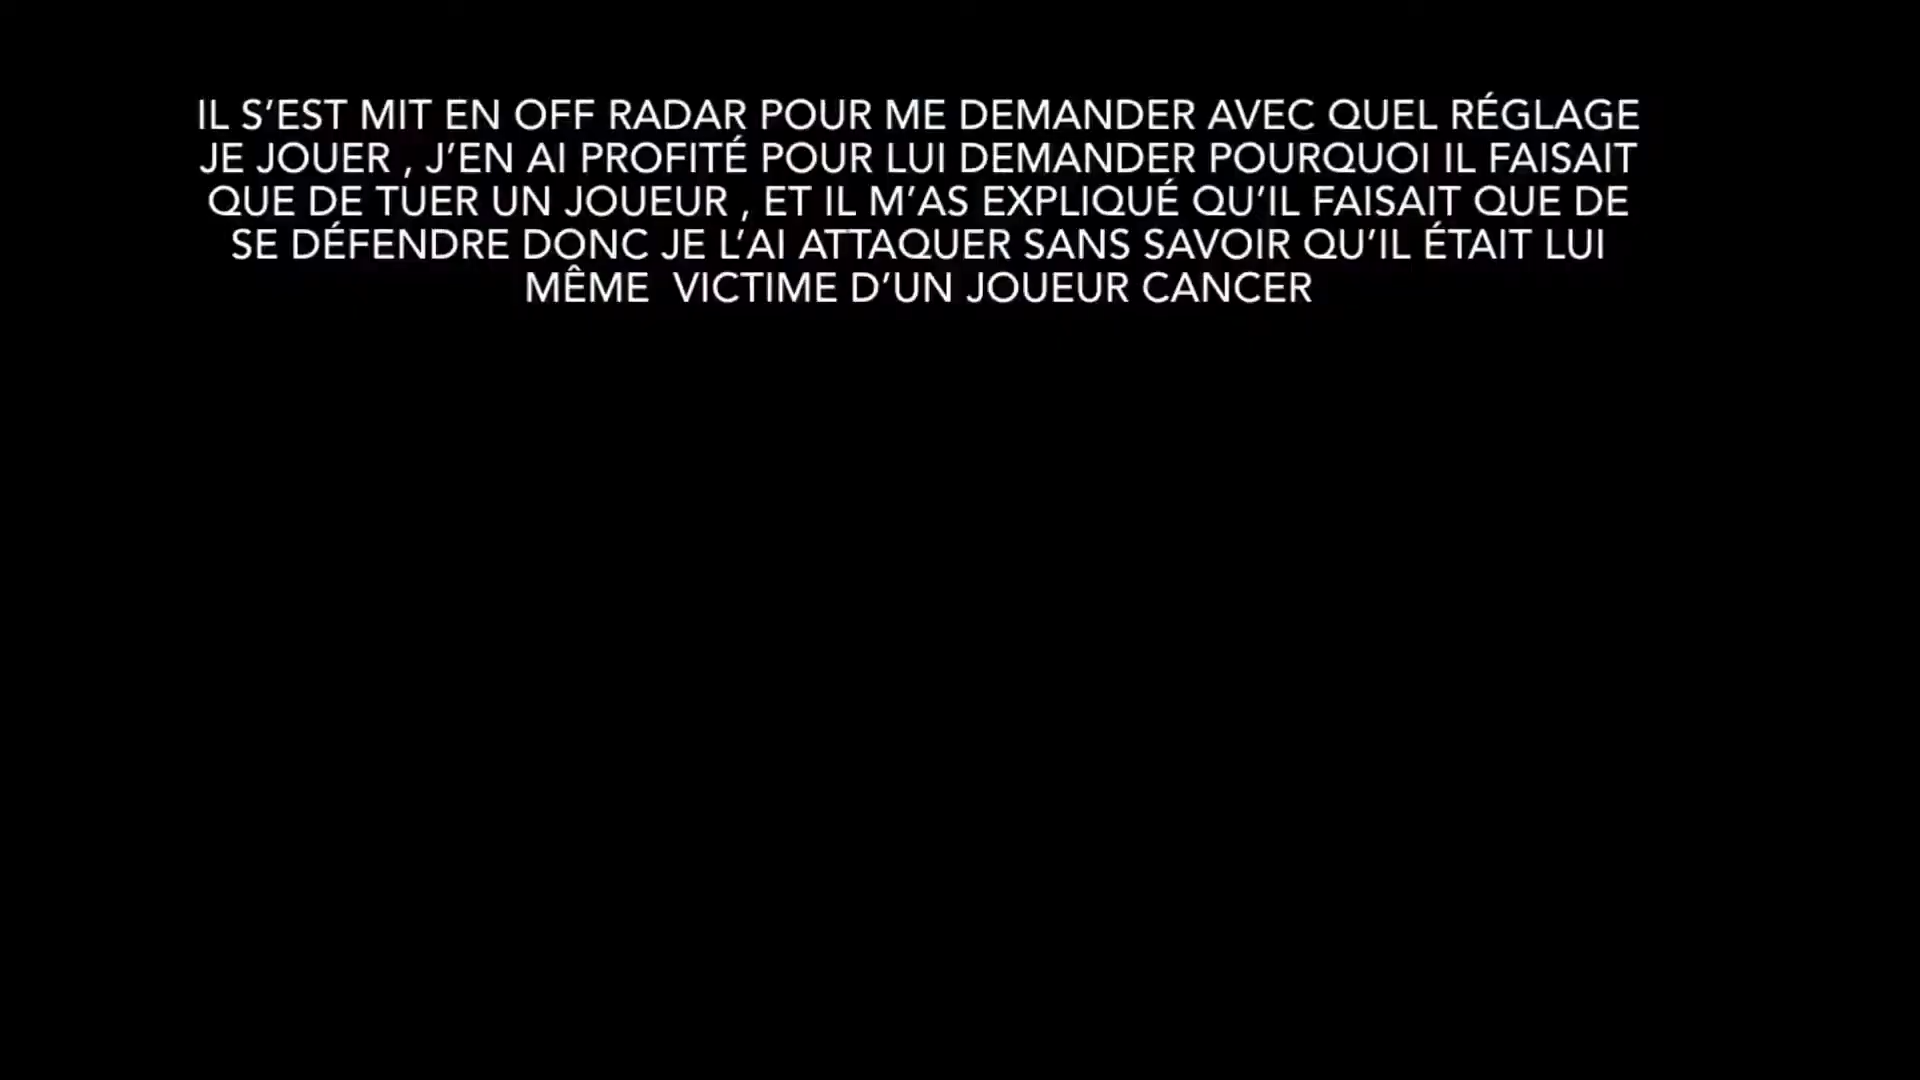 IL S’EST MIT EN OFF RADAR POUR ME DEMANDER AVEC QUEL RÉGLAGE
JE JOUER , J’EN AI PROFITÉ POUR LUI DEMANDER POURQUOI IL FAISAIT
QUE DE TUER UN JOUEUR , ET IL M’AS EXPLIQUÉ QU’IL FAISAIT QUE DE
SE DÉFENDRE DONC JE L’AI ATTAQUER SANS SAVOIR QU’IL ÉTAIT LUI
MÊME  VICTIME D’UN JOUEUR CANCER